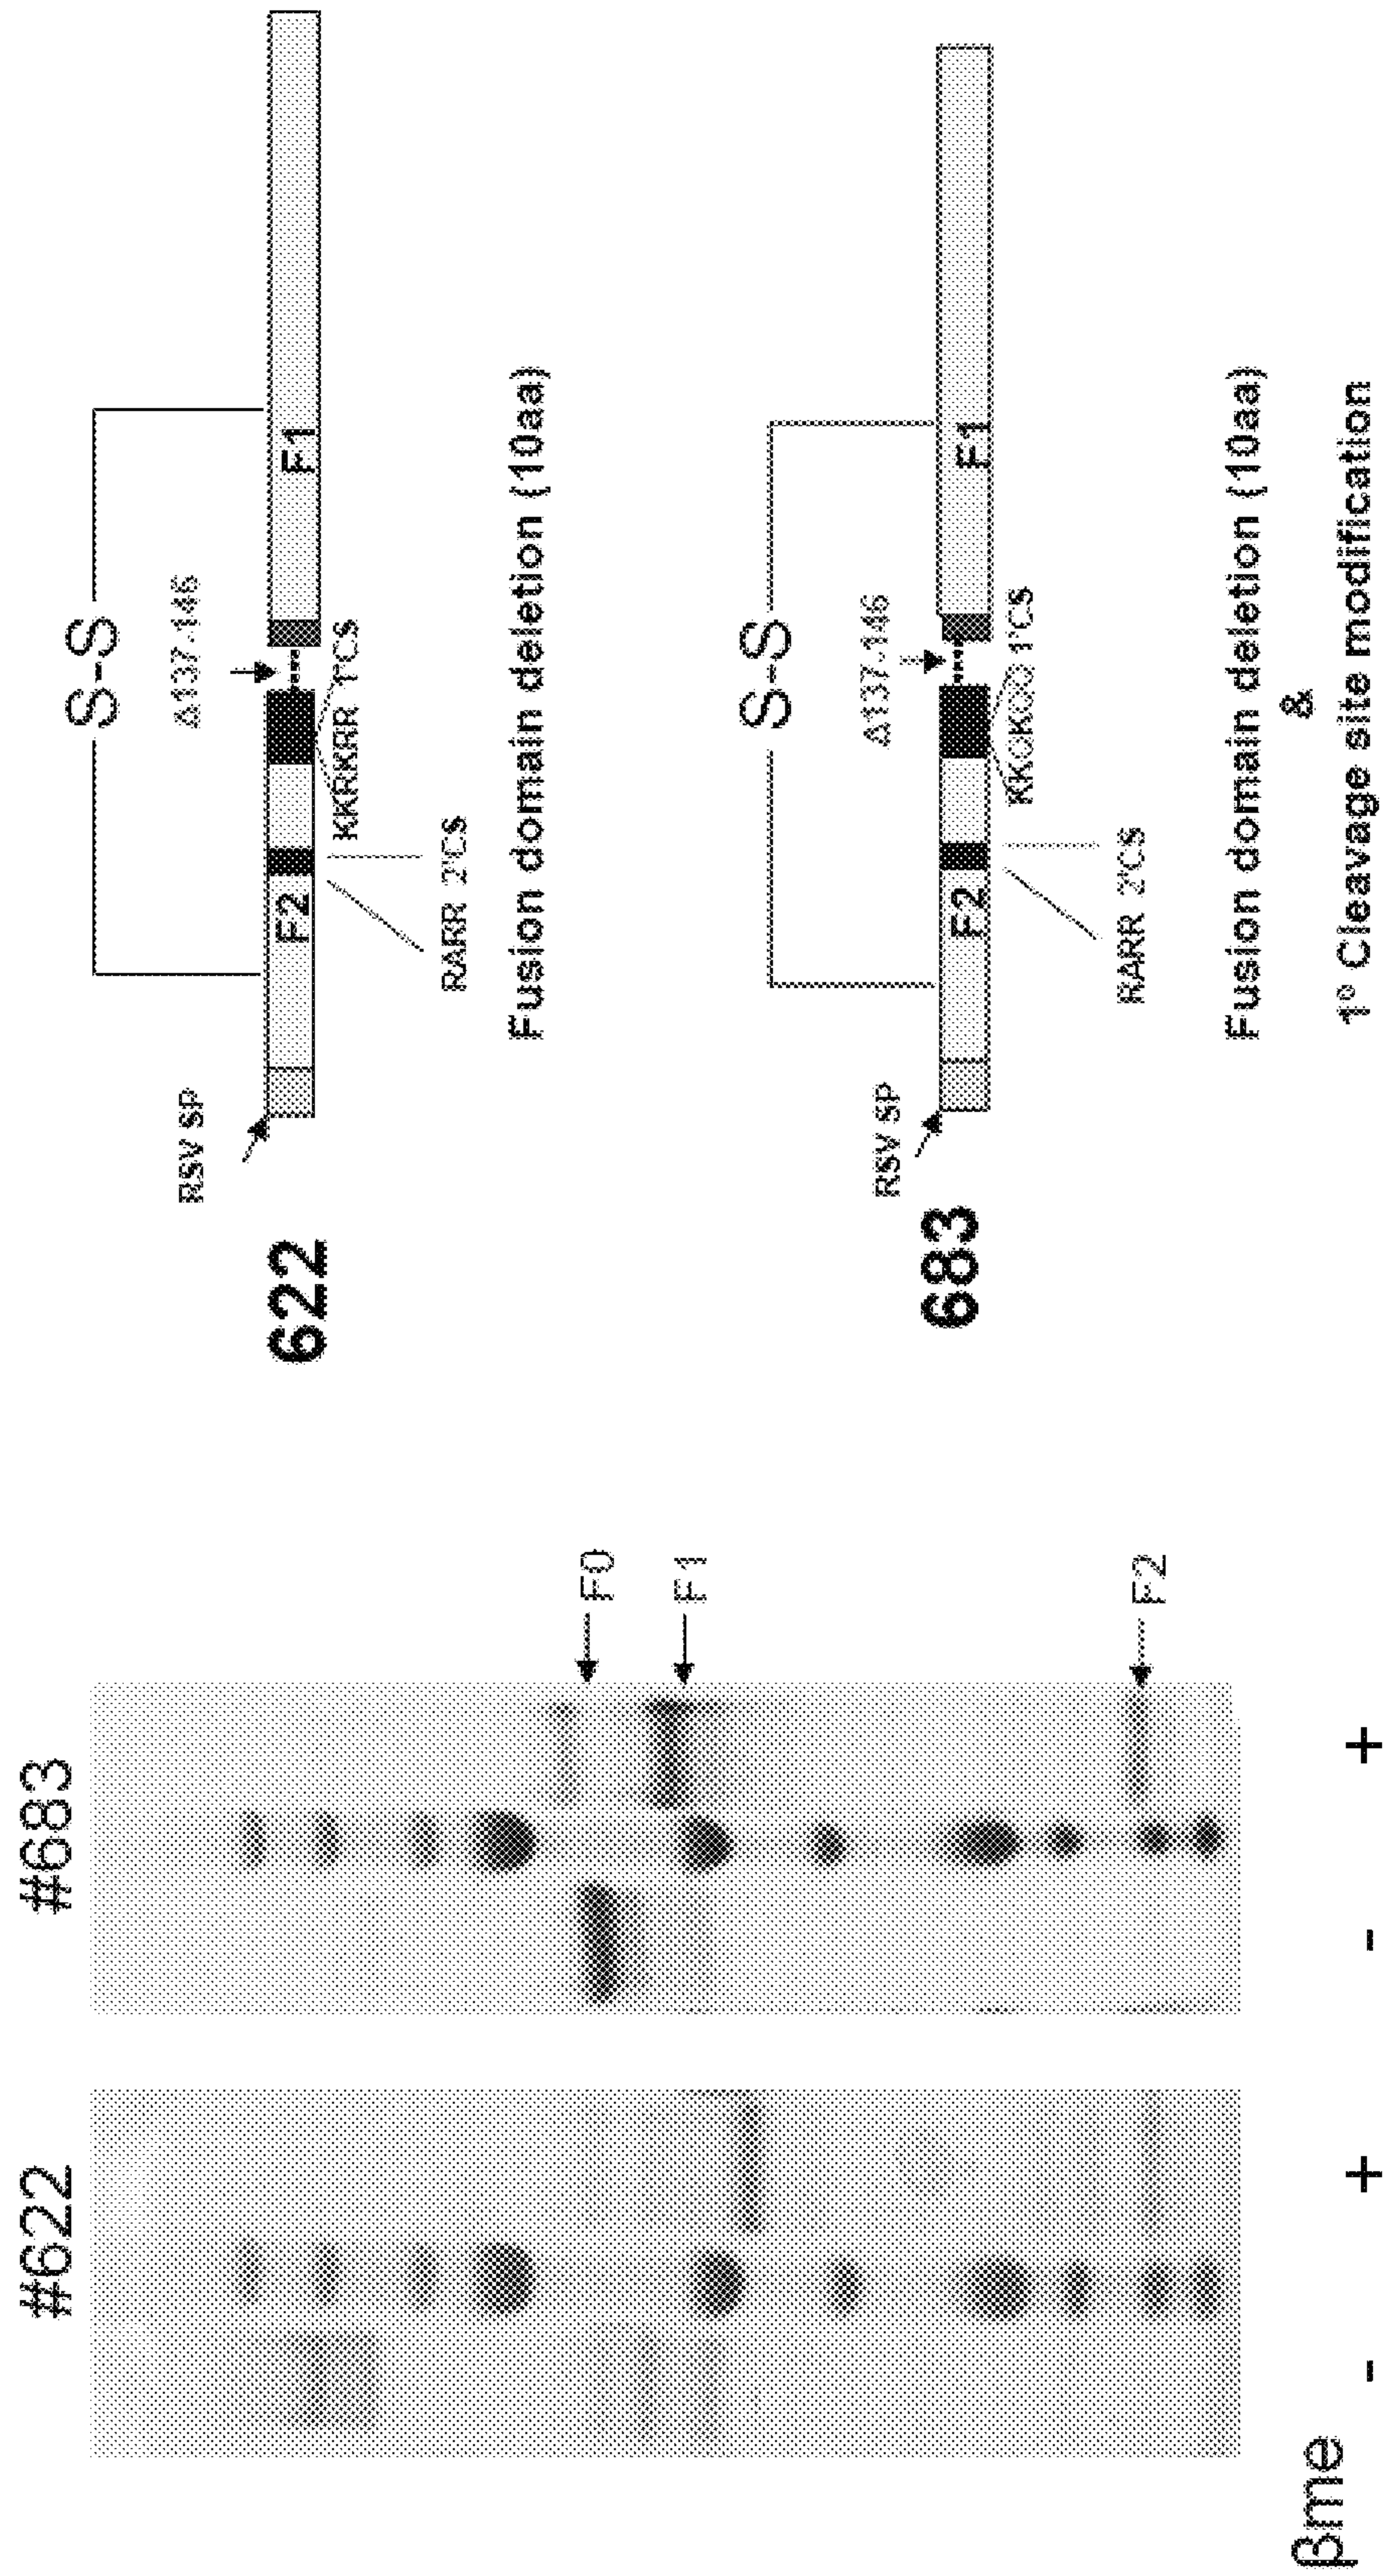 #622
#683
F0
F1
F2
βme
-
+
-
+
622
RSV SP
S-S
Δ137-146
F2
F1
KKRKRR 1°CS
RARR 2°CS
Fusion domain deletion (10aa)
683
RSV SP
S-S
Δ137-146
F2
F1
KKQKQQ 1°CS
RARR 2°CS
Fusion domain deletion (10aa)
&
1° Cleavage site modification